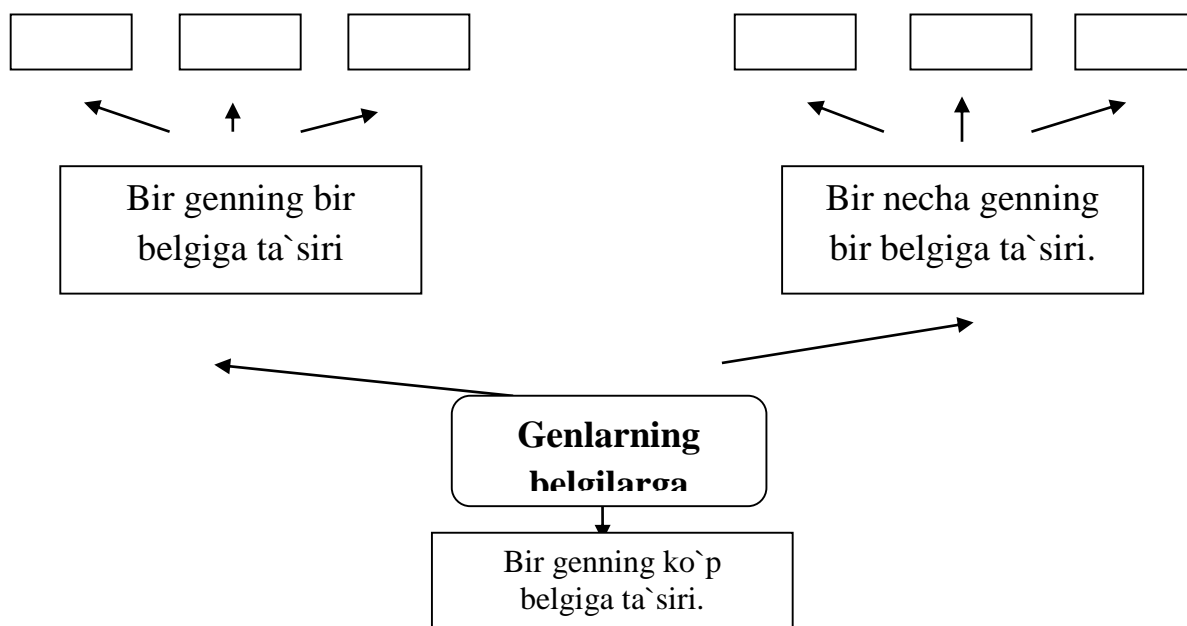 Bir genning bir
belgiga ta`siri
Bir necha genning
bir belgiga ta`siri.
Genlarning
belgilarga
Bir genning ko`p
belgiga ta`siri.